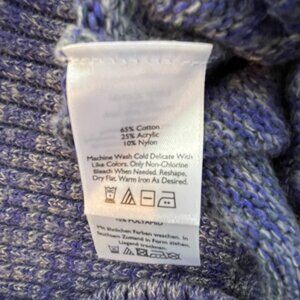 65% Cotton
25% Acrylic
10% Nylon
Machine Wash Cold Delicate With
Like Colors. Only Non-Chlorine
Bleach When Needed. Reshape,
Dry Flat. Warm Iron As Desired.
10% POLYAMID
Mit ähnlichen Farben waschen. In
feuchtem Zustand in Form ziehen.
Liegend trocknen.